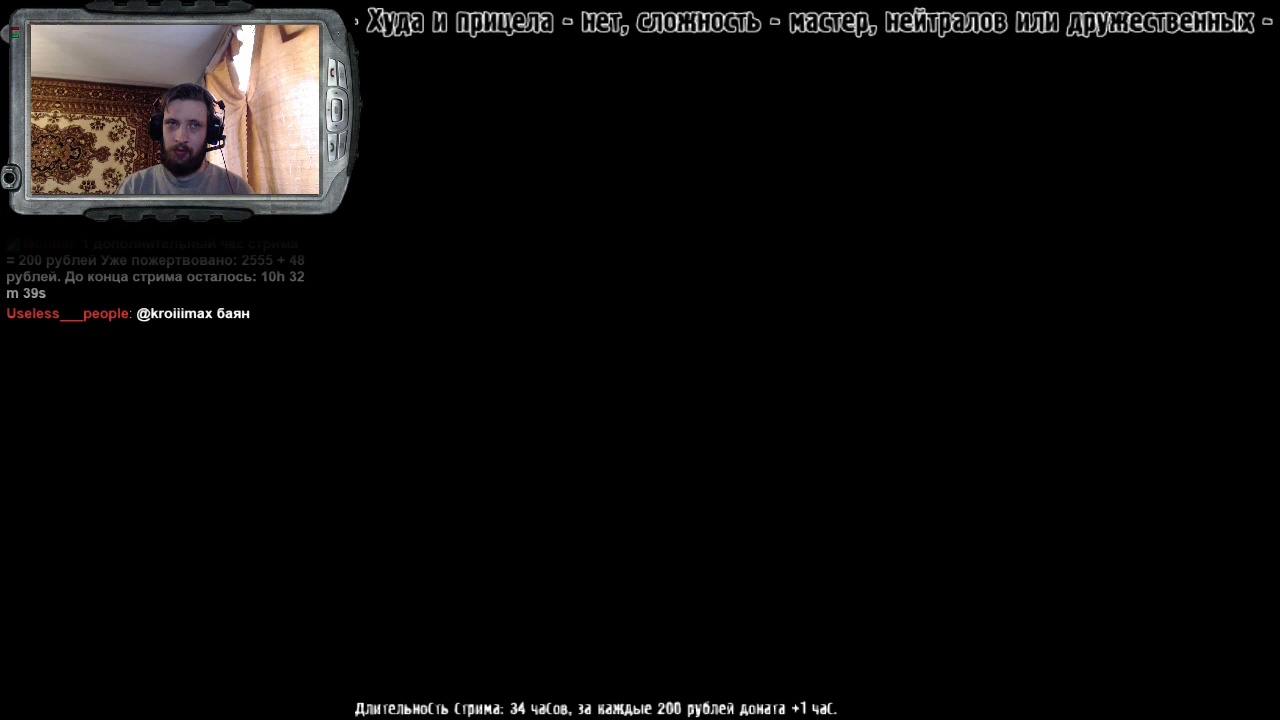 Худа и прицела - нет, сложность - мастер, нейтралов или дружественных -
1 дополнительный час стрима
= 200 рублей Уже пожертвовано: 2555 + 48
рублей. До конца стрима осталось: 10h 32
m 39s
Useless___people: @kroiiimax баян
Длительность стрима: 34 часов, за каждые 200 рублей доната +1 час.